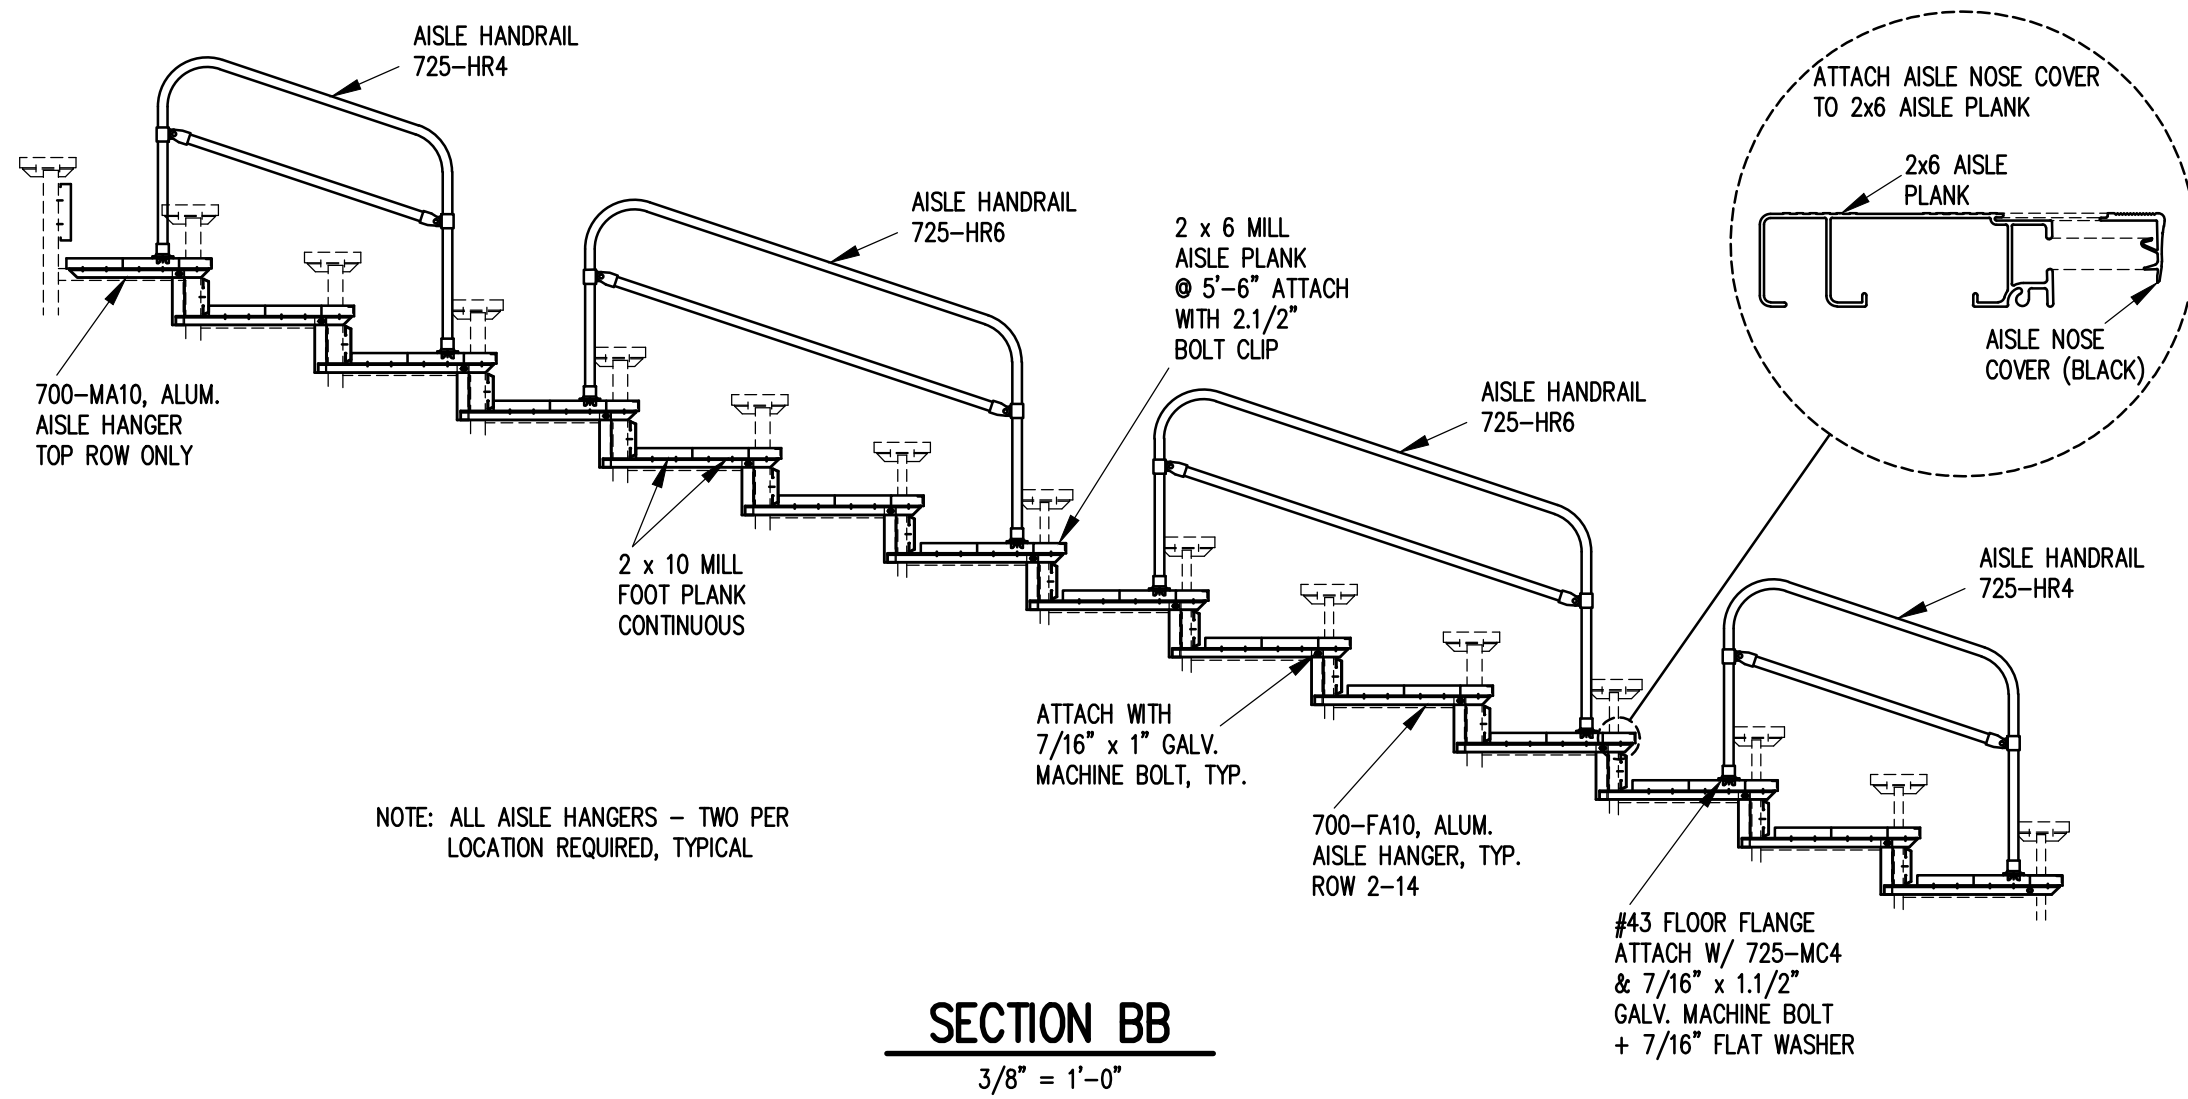 AISLE HANDRAIL
725-HR4
ATTACH AISLE NOSE COVER
TO 2x6 AISLE PLANK
2x6 AISLE
PLANK
AISLE NOSE
COVER (BLACK)
AISLE HANDRAIL
725-HR6
2 x 6 MILL
AISLE PLANK
@ 5'-6" ATTACH
WITH 2.1/2"
BOLT CLIP
700-MA10, ALUM.
AISLE HANGER
TOP ROW ONLY
AISLE HANDRAIL
725-HR6
2 x 10 MILL
FOOT PLANK
CONTINUOUS
AISLE HANDRAIL
725-HR4
ATTACH WITH
7/16" x 1" GALV.
MACHINE BOLT, TYP.
NOTE: ALL AISLE HANGERS - TWO PER
LOCATION REQUIRED, TYPICAL
700-FA10, ALUM.
AISLE HANGER, TYP.
ROW 2-14
#43 FLOOR FLANGE
ATTACH W/ 725-MC4
& 7/16" x 1.1/2"
GALV. MACHINE BOLT
+ 7/16" FLAT WASHER
SECTION BB
3/8" = 1'-0"